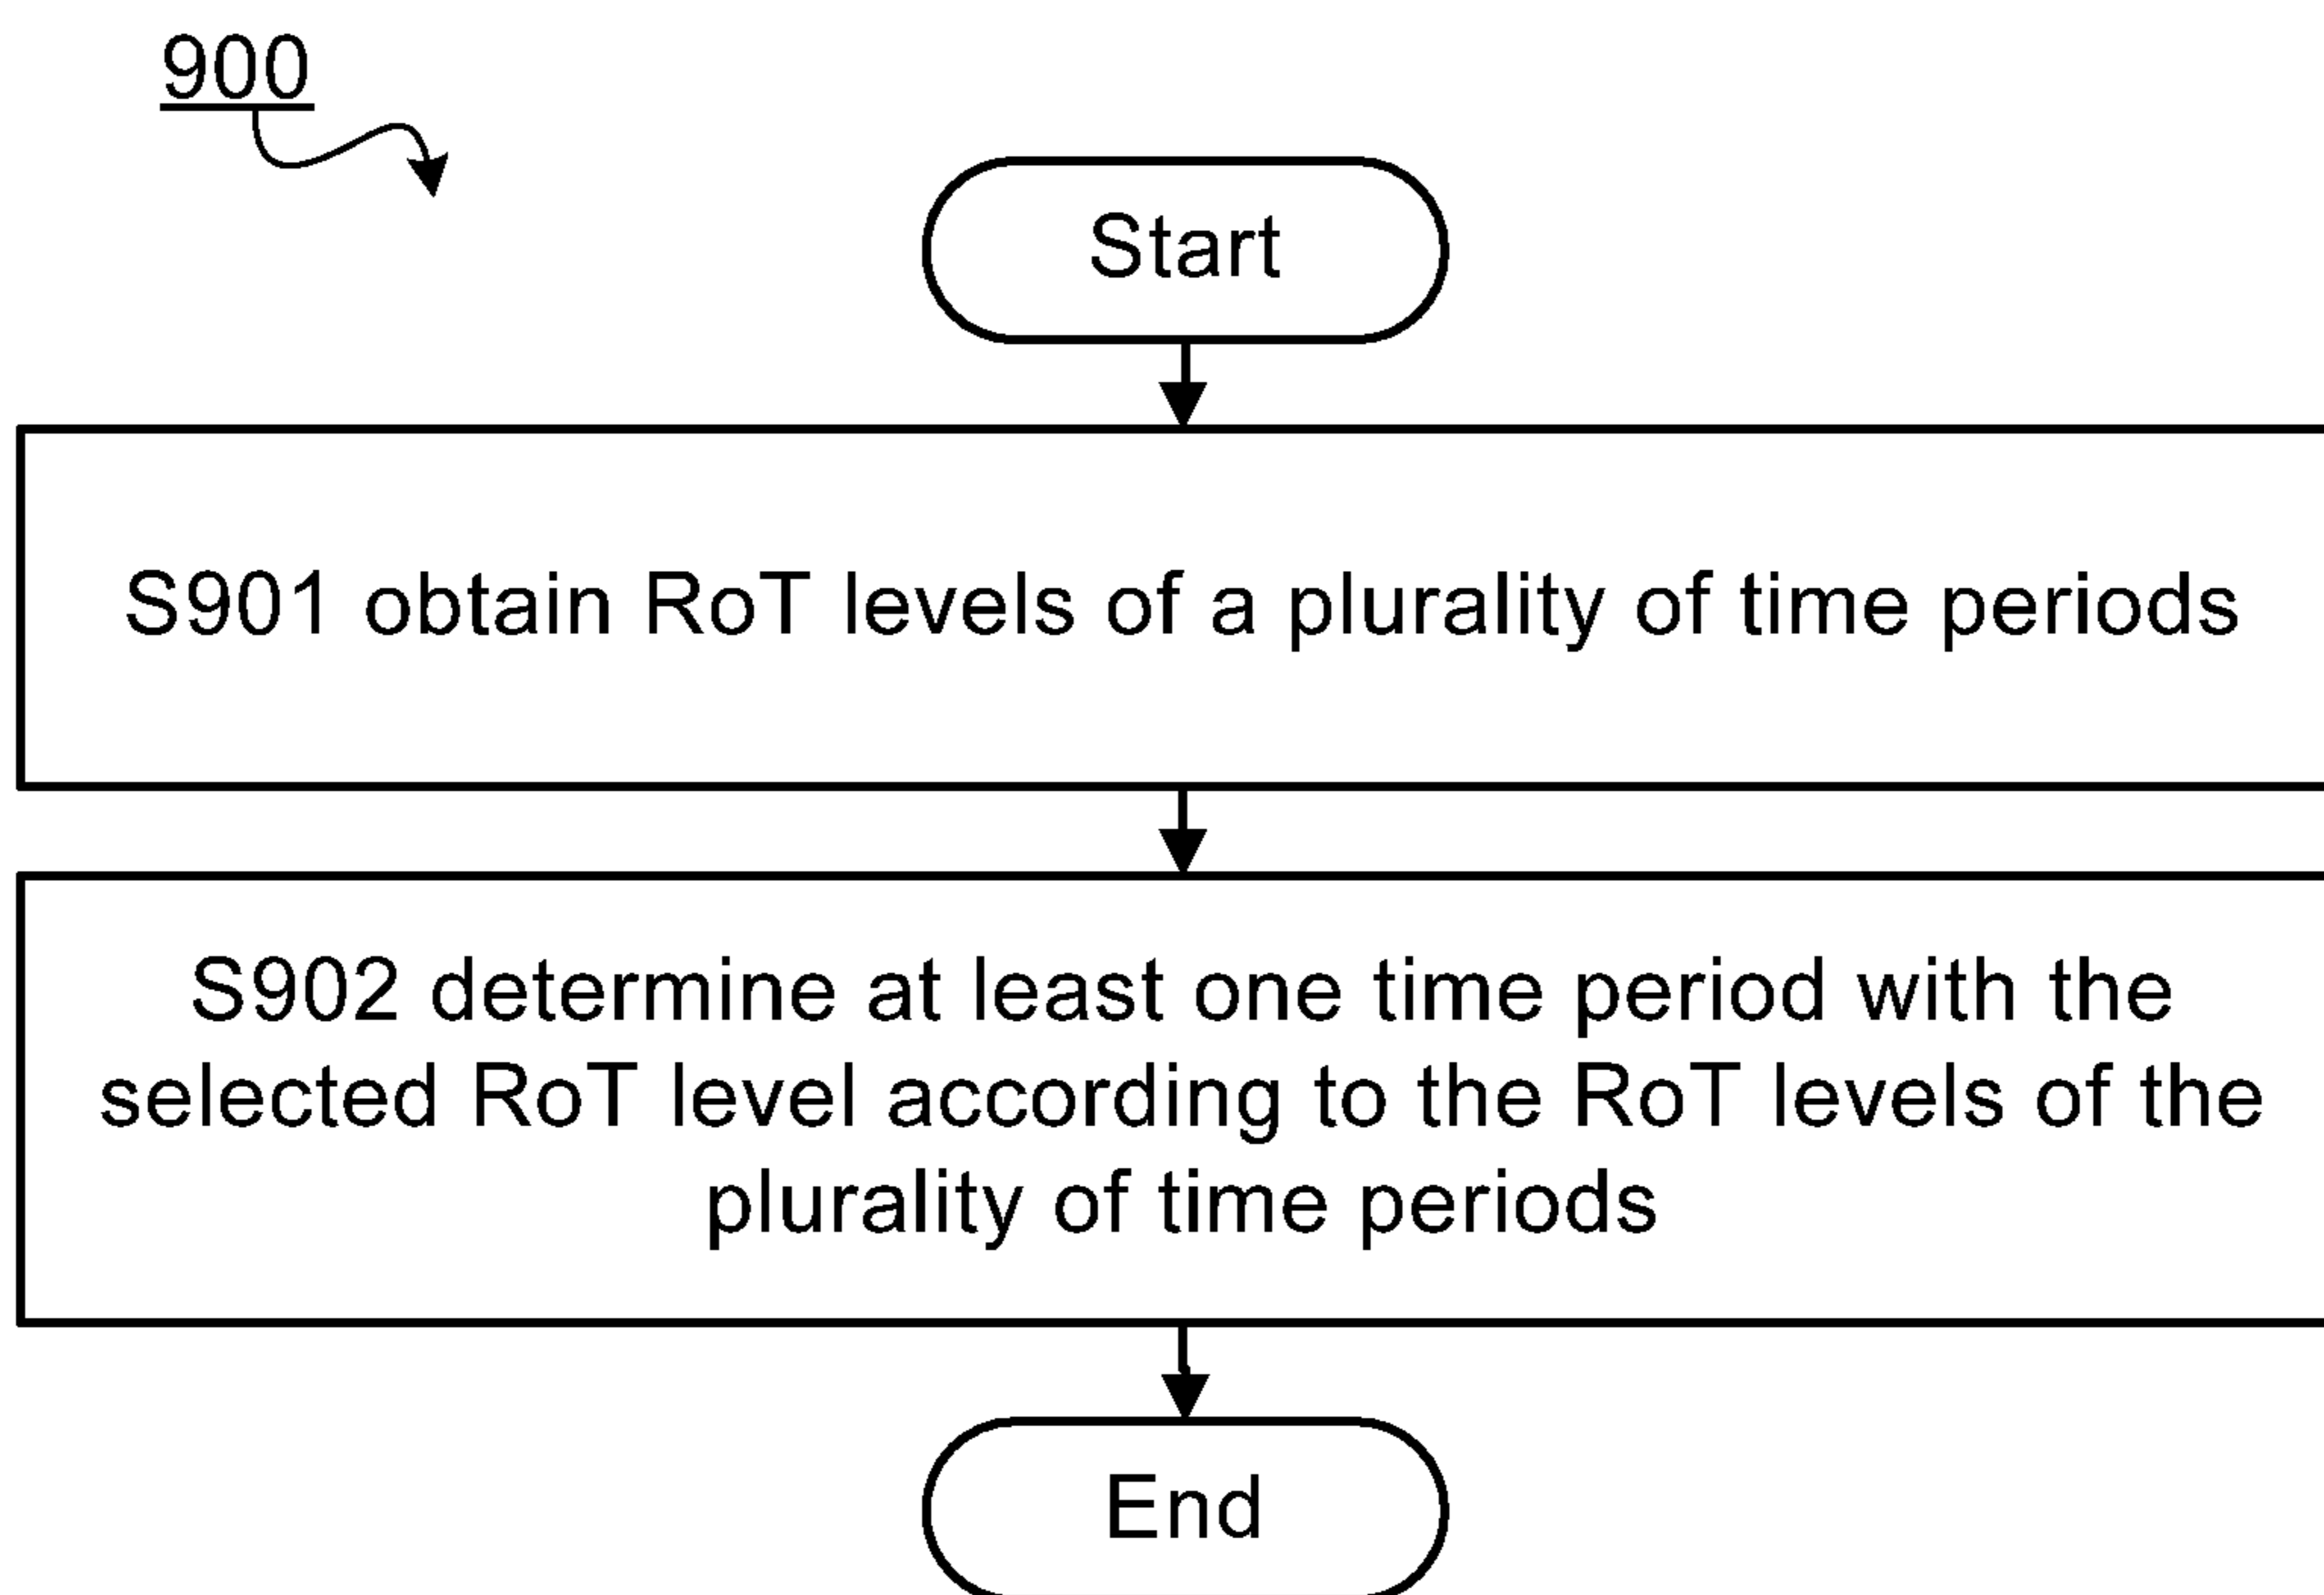 900
Start
S901 obtain RoT levels of a plurality of time periods
S902 determine at least one time period with the
selected RoT level according to the RoT levels of the
plurality of time periods
End